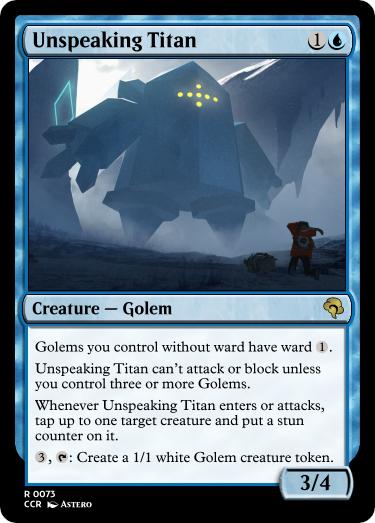 Unspeaking Titan 1
Creature — Golem
Golems you control without ward have ward 1.
Unspeaking Titan can't attack or block unless
you control three or more Golems.
Whenever Unspeaking Titan enters or attacks,
tap up to one target creature and put a stun
counter on it.
3, : Create a 1/1 white Golem creature token.
3/4
R 0073
CCR Astero